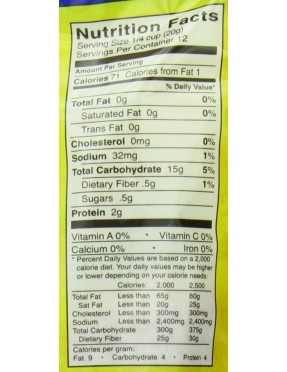 Nutrition Facts
Serving Size 1/4 cup (20g)
Servings Per Container 12
Amount Per Serving
Calories 71 Calories from Fat 1
% Daily Value*
Total Fat 0g 0%
Saturated Fat 0g 0%
Trans Fat 0g
Cholesterol 0mg 0%
Sodium 32mg 1%
Total Carbohydrate 15g 5%
Dietary Fiber .5g 1%
Sugars .5g
Protein 2g
Vitamin A 0% • Vitamin C 0%
Calcium 0% • Iron 0%
* Percent Daily Values are based on a 2,000
calorie diet. Your daily values may be higher
or lower depending on your calorie needs:
Calories: 2,000 2,500
Total Fat Less than 65g 80g
Sat Fat Less than 20g 25g
Cholesterol Less than 300mg 300mg
Sodium Less than 2,400mg 2,400mg
Total Carbohydrate 300g 375g
Dietary Fiber 25g 30g
Calories per gram:
Fat 9 • Carbohydrate 4 • Protein 4